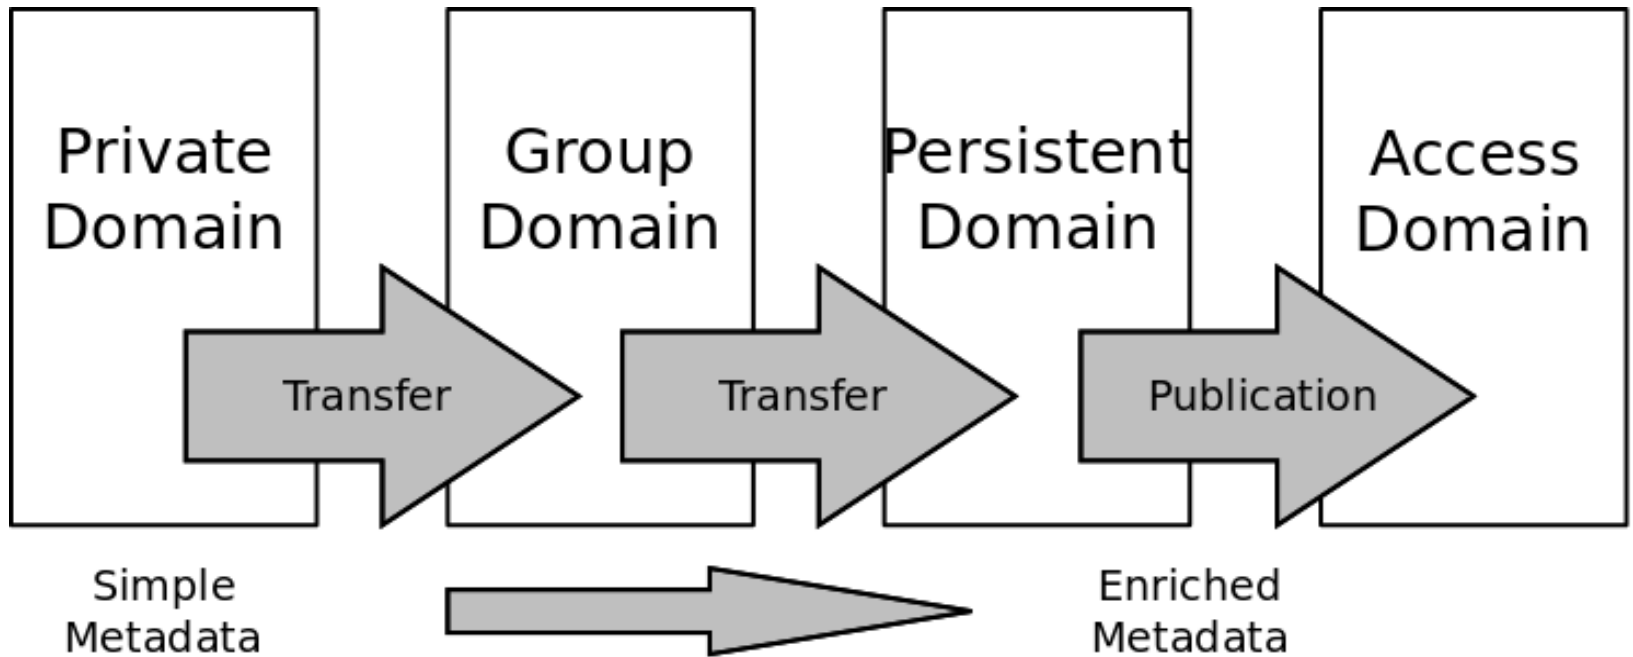 Private
Domain
Group
Domain
Persistent
Domain
Access
Domain
Transfer
Transfer
Publication
Simple
Metadata
Enriched
Metadata